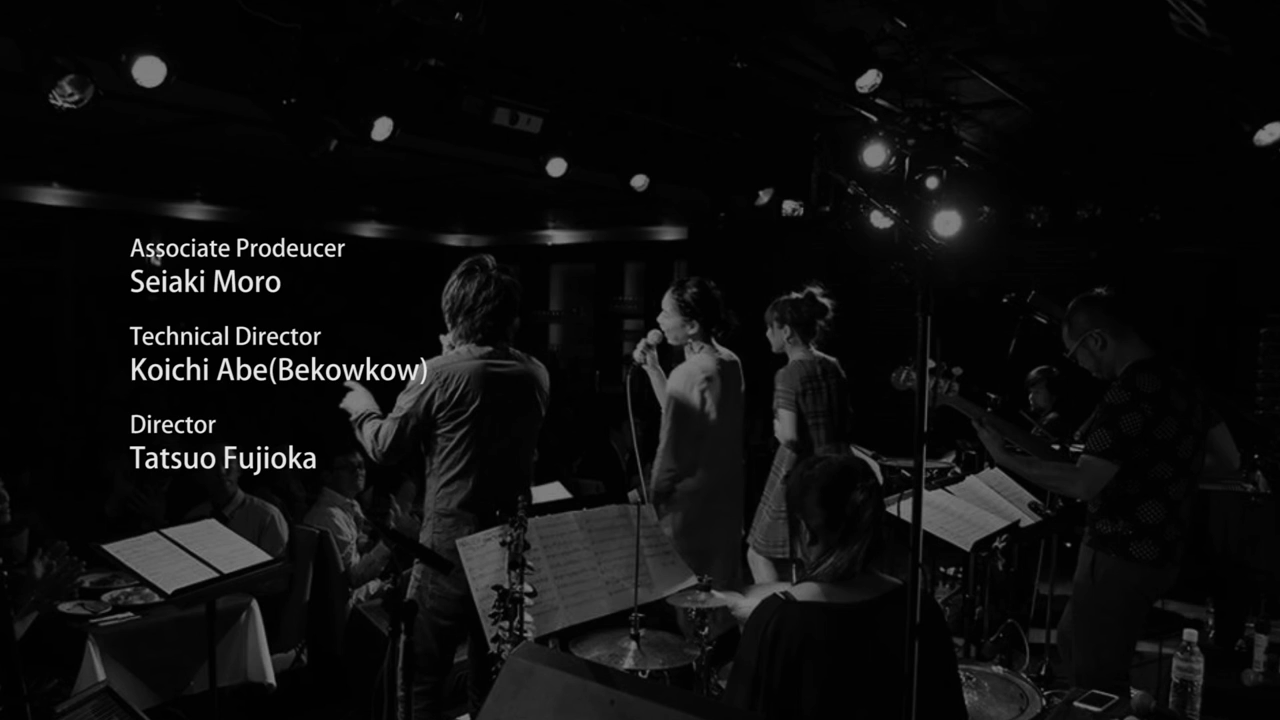 Associate Prodeucer
Seiaki Moro
Technical Director
Koichi Abe(Bekowkow)
Director
Tatsuo Fujioka